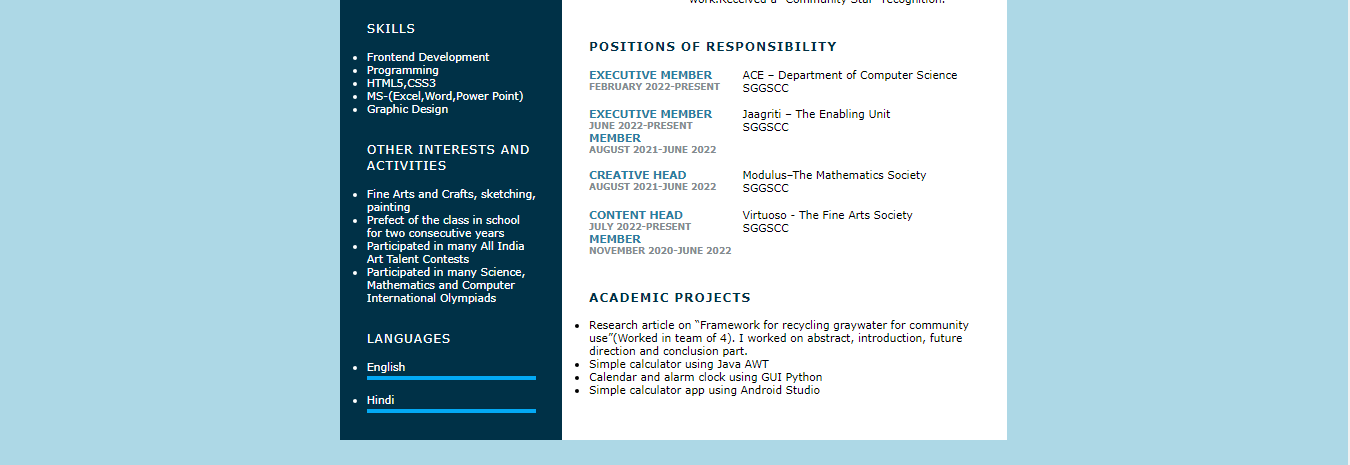 work.Received a "Community Star" recognition.
SKILLS
Frontend Development
Programming
HTML5,CSS3
MS-(Excel,Word,Power Point)
Graphic Design
OTHER INTERESTS AND
ACTIVITIES
Fine Arts and Crafts, sketching,
painting
Prefect of the class in school
for two consecutive years
Participated in many All India
Art Talent Contests
Participated in many Science,
Mathematics and Computer
International Olympiads
LANGUAGES
English
Hindi
POSITIONS OF RESPONSIBILITY
EXECUTIVE MEMBER ACE – Department of Computer Science
FEBRUARY 2022-PRESENT SGGSCC
EXECUTIVE MEMBER Jaagriti – The Enabling Unit
JUNE 2022-PRESENT SGGSCC
MEMBER
AUGUST 2021-JUNE 2022
CREATIVE HEAD Modulus–The Mathematics Society
AUGUST 2021-JUNE 2022 SGGSCC
CONTENT HEAD Virtuoso - The Fine Arts Society
JULY 2022-PRESENT SGGSCC
MEMBER
NOVEMBER 2020-JUNE 2022
ACADEMIC PROJECTS
Research article on “Framework for recycling graywater for community
use”(Worked in team of 4). I worked on abstract, introduction, future
direction and conclusion part.
Simple calculator using Java AWT
Calendar and alarm clock using GUI Python
Simple calculator app using Android Studio